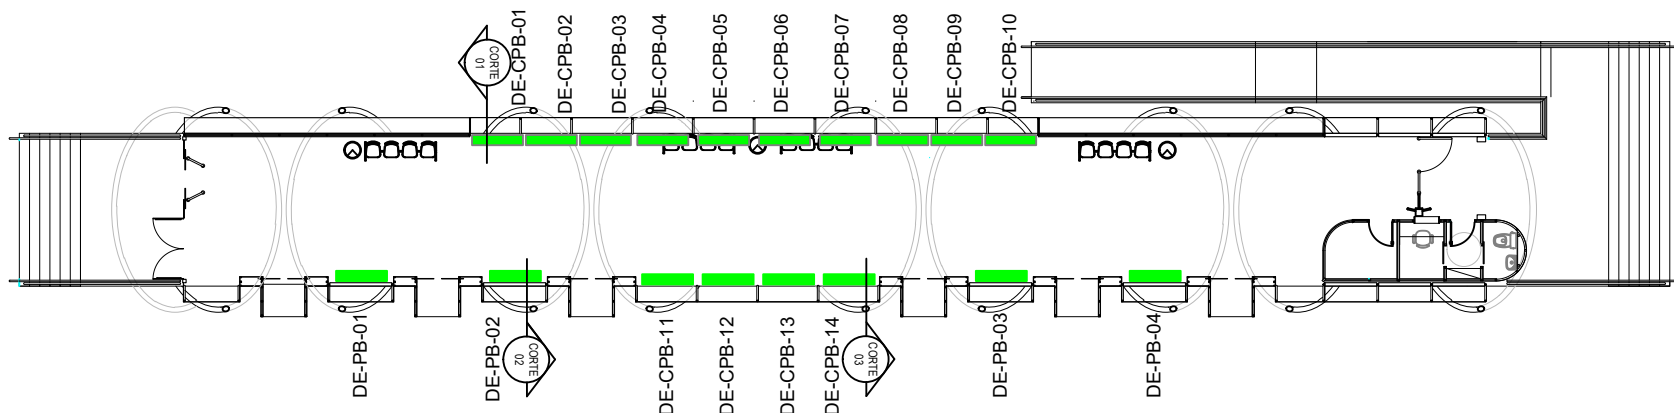 DE-CPB-01
DE-CPB-02
DE-CPB-03
DE-CPB-04
DE-CPB-05
DE-CPB-06
DE-CPB-07
DE-CPB-08
DE-CPB-09
DE-CPB-10
CORTE
01
DE-PB-01
DE-PB-02
CORTE
02
DE-CPB-11
DE-CPB-12
DE-CPB-13
DE-CPB-14
CORTE
03
DE-PB-03
DE-PB-04